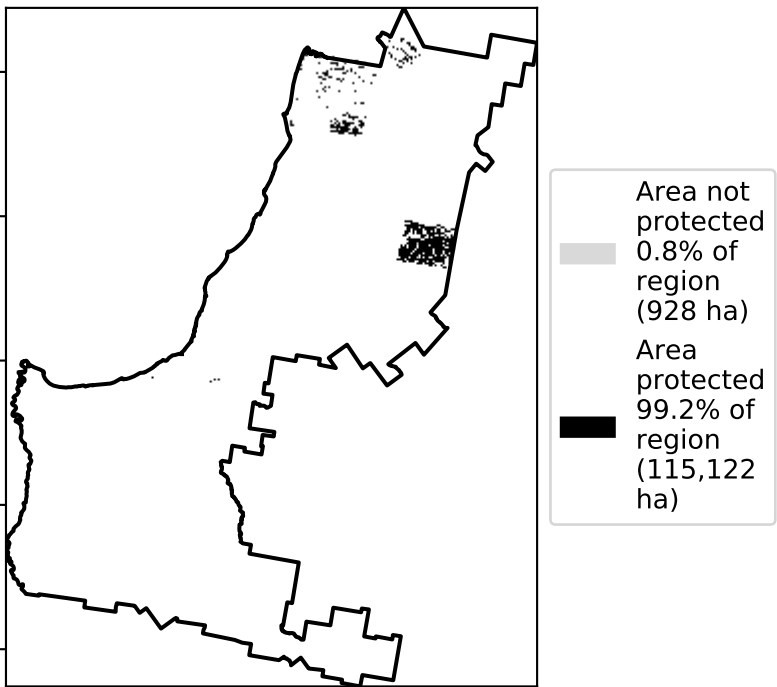 Area not
protected
0.8% of
region
(928 ha)
Area
protected
99.2% of
region
(115,122
ha)